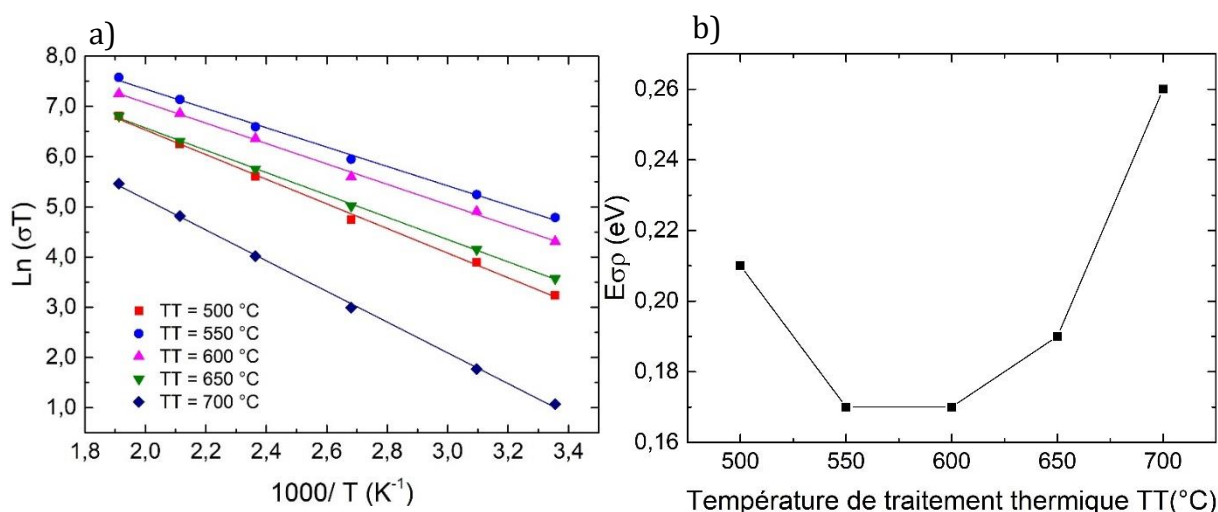 a)
8,0
7,0
6,0
5,0
4,0
3,0
2,0
1,0
Ln (σT)
TT = 500 °C
TT = 550 °C
TT = 600 °C
TT = 650 °C
TT = 700 °C
1,8 2,0 2,2 2,4 2,6 2,8 3,0 3,2 3,4
1000/ T (K⁻¹)
b)
0,26
0,24
0,22
0,20
0,18
0,16
Eσρ (eV)
500 550 600 650 700
Température de traitement thermique TT(°C)